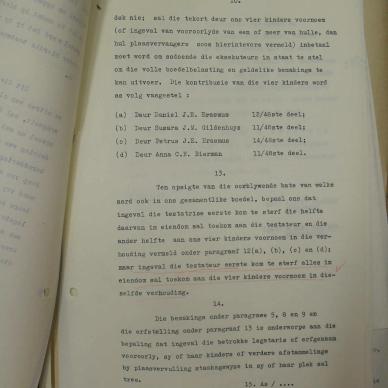 dek nie; sal die tekort deur ons vier kinders voornoem
(of ingeval van vooroorlyde van een of meer van hulle, dan
hul plaasvervangers soos hierintevore vermeld) inbetaal
moet word om sodoende die eksekuteurs in staat te stel
om die volle boedelbelasting en geldelike bemakings te
kan uitvoer. Die kontribusie van die vier kinders word
as volg vasgestel :
(a) Deur Daniel J.E. Erasmus 12/48ste deel;
(b) Deur Susara J.M. Gildenhuys 11/48ste deel;
(c) Deur Petrus J.E. Erasmus 14/48ste deel;
(d) Deur Anna C.M. Bierman 11/48ste deel.
13.
Ten opsigte van die oorblywende bate van welke
aard ook in ons gesamentlike boedel, bepaal ons dat
ingeval die testatrise eerste kom te sterf die helfte
daarvan in eiendom sal toekom aan die testateur en die
ander helfte aan ons vier kinders voornoem in die ver-
houding vermeld onder paragraaf 12(a), (b), (c) en (d);
maar ingeval die testateur eerste kom te sterf alles in
eiendom sal toekom aan die vier kinders voornoem in die-
selfde verhouding.
14.
Die bemakings onder paragrawe 5, 8 en 9 en
die erfstelling onder paragraaf 13 is onderworpe aan die
bepaling dat ingeval die betrokke legataris of erfgenaam
vooroorly, sy of haar kinders of verdere afstammelinge
by plaasvervulling staaksgewyse in sy of haar plek sal
tree.
15. As / ....